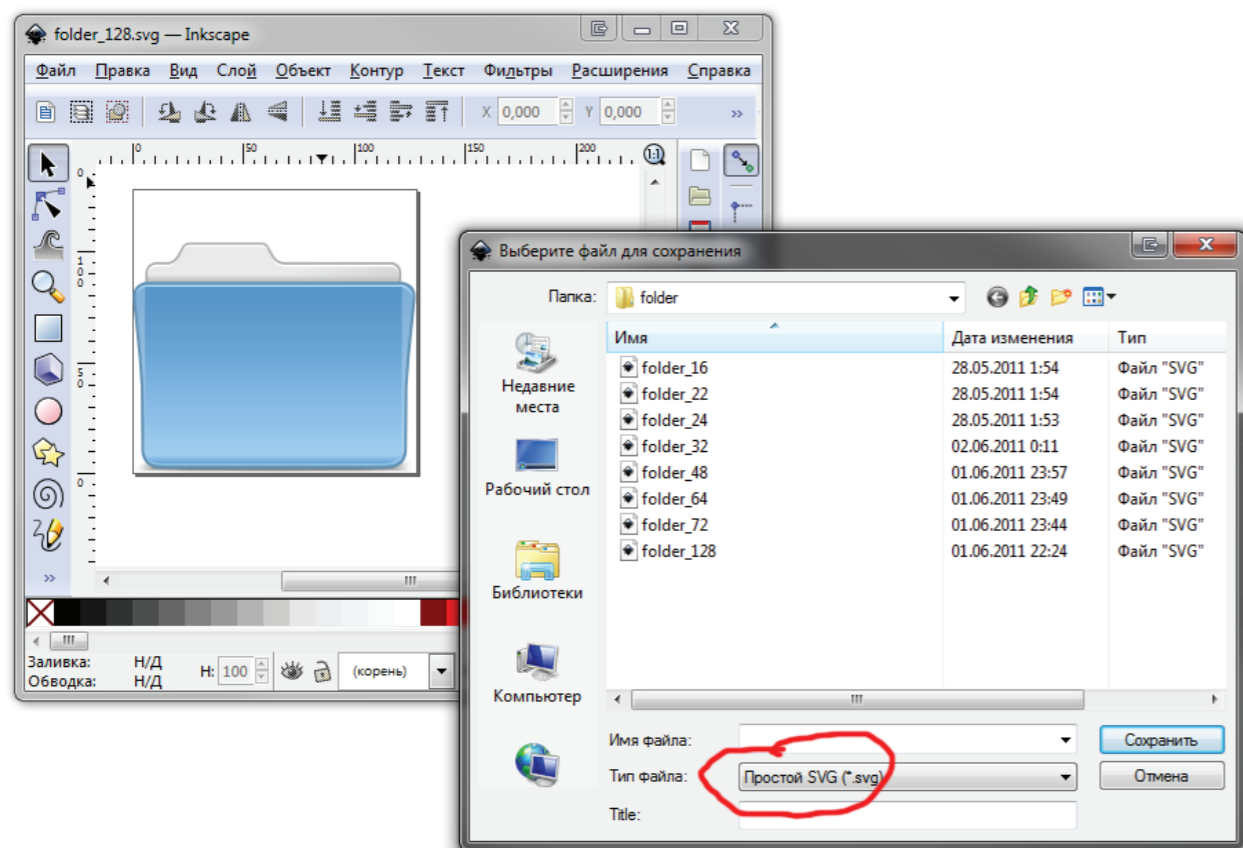 folder_128.svg — Inkscape
Файл Правка Вид Слой Объект Контур Текст Фильтры Расширения Справка
X 0,000 Y 0,000 »
0 50 100 150 200 1:1
0
100
50
0
»
Заливка: Н/Д
Обводка: Н/Д
Н: 100 (корень)
Выберите файл для сохранения
Папка: folder
Имя Дата изменения Тип
folder_16 28.05.2011 1:54 Файл "SVG"
folder_22 28.05.2011 1:54 Файл "SVG"
folder_24 28.05.2011 1:53 Файл "SVG"
folder_32 02.06.2011 0:11 Файл "SVG"
folder_48 01.06.2011 23:57 Файл "SVG"
folder_64 01.06.2011 23:49 Файл "SVG"
folder_72 01.06.2011 23:44 Файл "SVG"
folder_128 01.06.2011 22:24 Файл "SVG"
Недавние
места
Рабочий стол
Библиотеки
Компьютер
Имя файла: Сохранить
Тип файла: Простой SVG (*.svg) Отмена
Title: